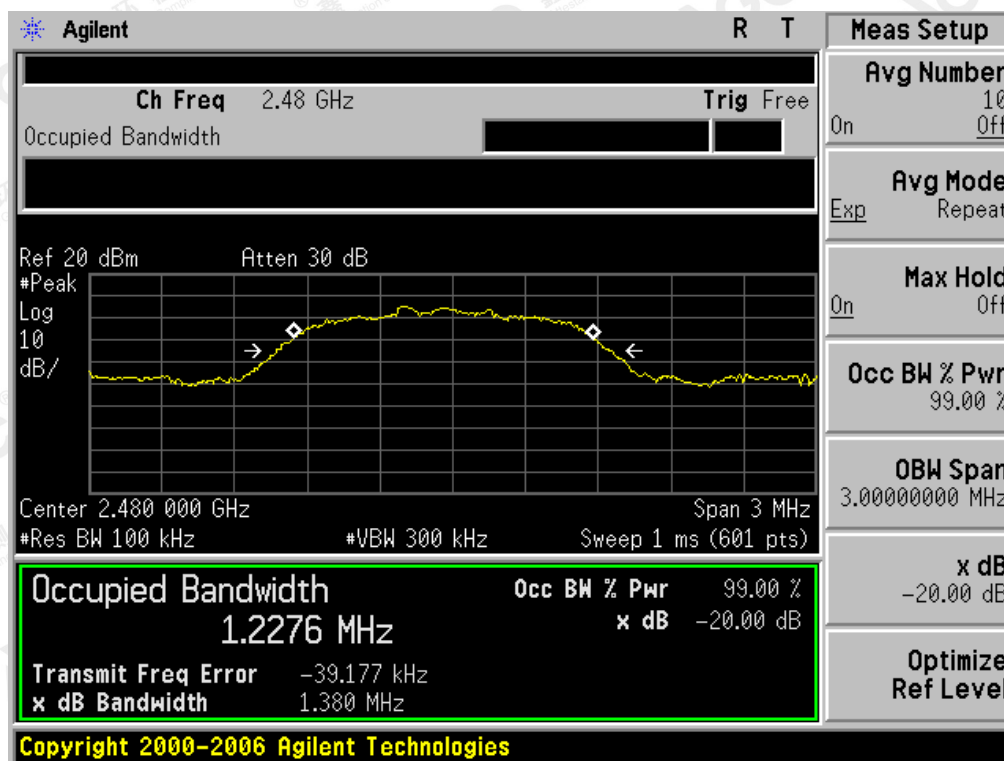 Agilent R T
Ch Freq 2.48 GHz Trig Free
Occupied Bandwidth
Ref 20 dBm Atten 30 dB
#Peak
Log
10
dB/
Center 2.480 000 GHz Span 3 MHz
#Res BW 100 kHz #VBW 300 kHz Sweep 1 ms (601 pts)
Occupied Bandwidth Occ BW % Pwr 99.00 %
1.2276 MHz x dB -20.00 dB
Transmit Freq Error -39.177 kHz
x dB Bandwidth 1.380 MHz
Copyright 2000-2006 Agilent Technologies
Meas Setup
Avg Number
10
On Off
Avg Mode
Exp Repeat
Max Hold
On Off
Occ BW % Pwr
99.00 %
OBW Span
3.00000000 MHz
x dB
-20.00 dB
Optimize
Ref Level